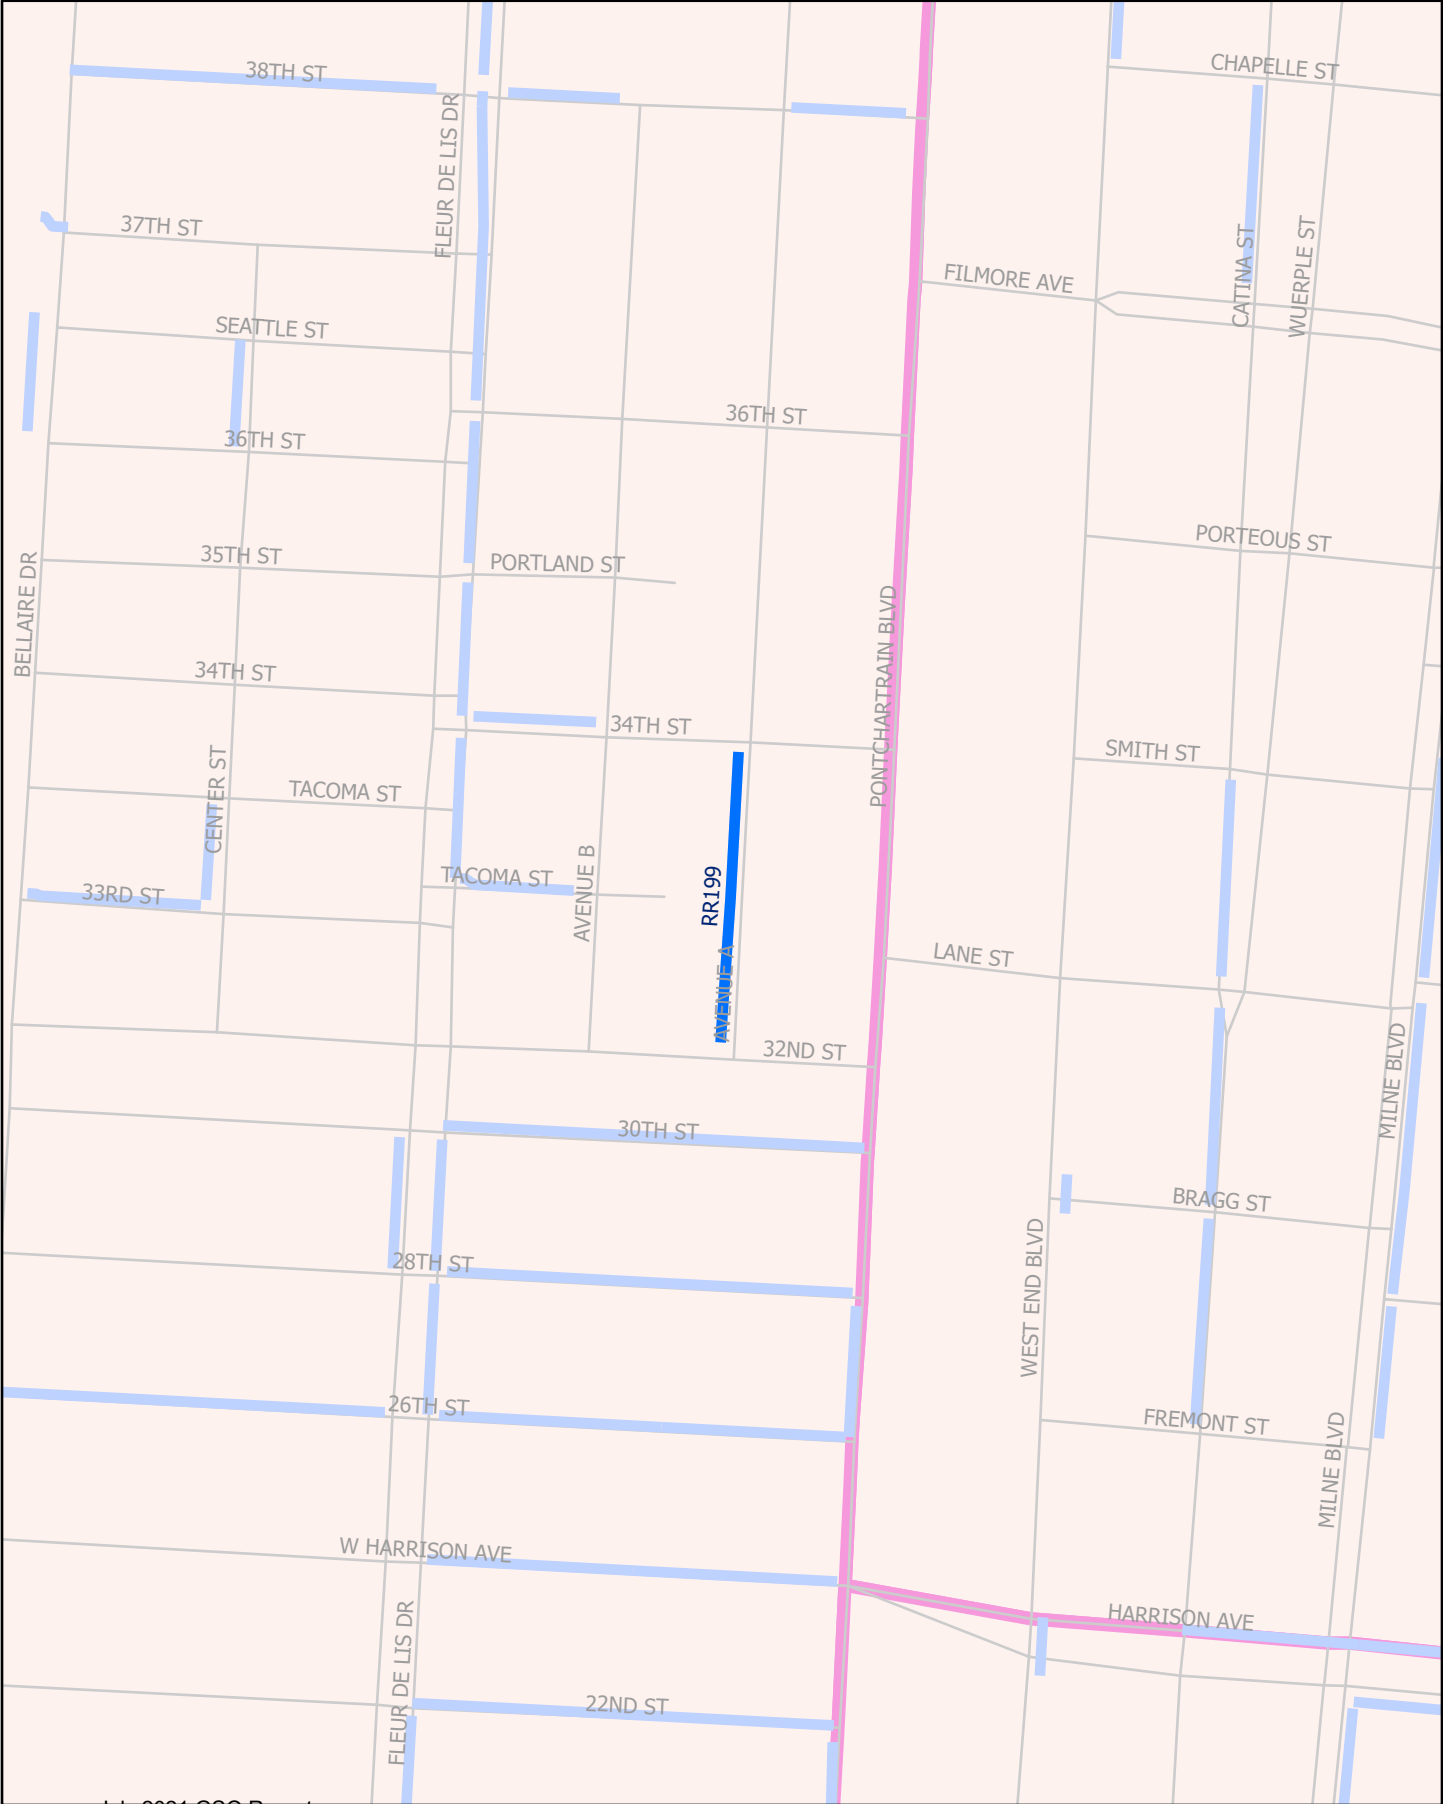 CHAPELLE ST
38TH ST
FLEUR DE LIS DR
37TH ST
CATINA ST
WUERPLE ST
FILMORE AVE
SEATTLE ST
36TH ST
36TH ST
PORTEOUS ST
35TH ST
PORTLAND ST
BELLAIRE DR
PONTCHARTRAIN BLVD
34TH ST
34TH ST
SMITH ST
CENTER ST
TACOMA ST
TACOMA ST
33RD ST
AVENUE B
RR199
AVENUE A
LANE ST
32ND ST
MILNE BLVD
30TH ST
BRAGG ST
WEST END BLVD
28TH ST
26TH ST
FREMONT ST
MILNE BLVD
W HARRISON AVE
HARRISON AVE
FLEUR DE LIS DR
22ND ST